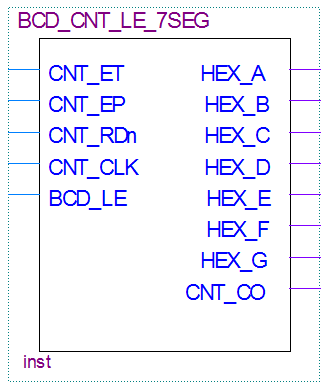 BCD_CNT_LE_7SEG
CNT_ET HEX_A
CNT_EP HEX_B
CNT_RDn HEX_C
CNT_CLK HEX_D
BCD_LE HEX_E
HEX_F
HEX_G
CNT_CO
inst